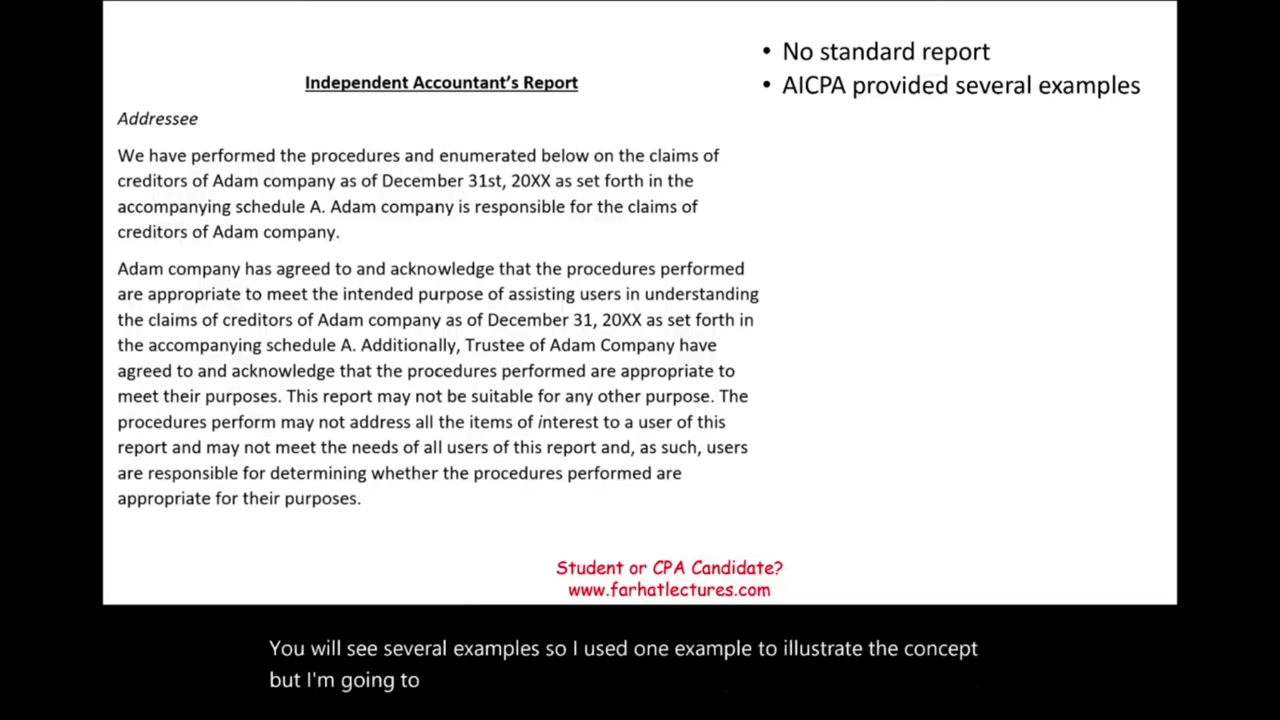 Independent Accountant's Report
Addressee
We have performed the procedures and enumerated below on the claims of
creditors of Adam company as of December 31st, 20XX as set forth in the
accompanying schedule A. Adam company is responsible for the claims of
creditors of Adam company.
Adam company has agreed to and acknowledge that the procedures performed
are appropriate to meet the intended purpose of assisting users in understanding
the claims of creditors of Adam company as of December 31, 20XX as set forth in
the accompanying schedule A. Additionally, Trustee of Adam Company have
agreed to and acknowledge that the procedures performed are appropriate to
meet their purposes. This report may not be suitable for any other purpose. The
procedures perform may not address all the items of interest to a user of this
report and may not meet the needs of all users of this report and, as such, users
are responsible for determining whether the procedures performed are
appropriate for their purposes.
• No standard report
• AICPA provided several examples
Student or CPA Candidate?
www.farhatlectures.com
You will see several examples so I used one example to illustrate the concept
but I'm going to